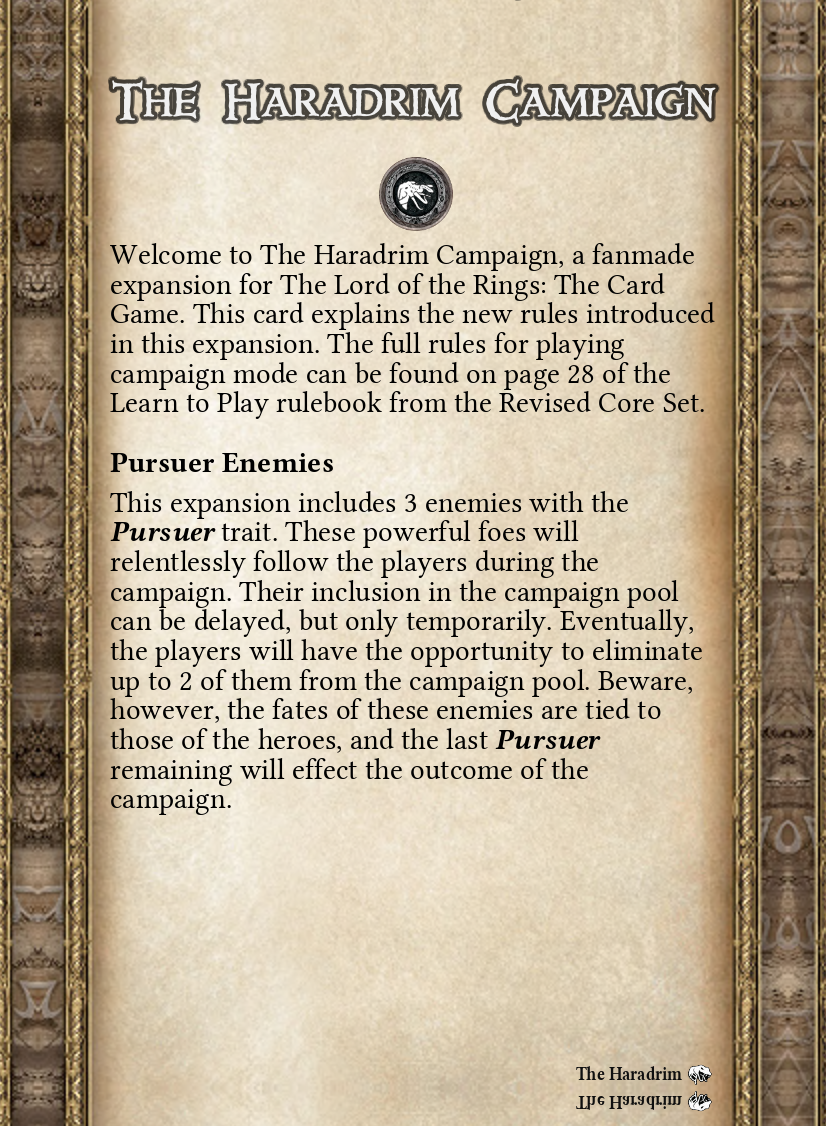 The Haradrim Campaign
Welcome to The Haradrim Campaign, a fanmade
expansion for The Lord of the Rings: The Card
Game. This card explains the new rules introduced
in this expansion. The full rules for playing
campaign mode can be found on page 28 of the
Learn to Play rulebook from the Revised Core Set.
Pursuer Enemies
This expansion includes 3 enemies with the
Pursuer trait. These powerful foes will
relentlessly follow the players during the
campaign. Their inclusion in the campaign pool
can be delayed, but only temporarily. Eventually,
the players will have the opportunity to eliminate
up to 2 of them from the campaign pool. Beware,
however, the fates of these enemies are tied to
those of the heroes, and the last Pursuer
remaining will effect the outcome of the
campaign.
The Haradrim
The Haradrim